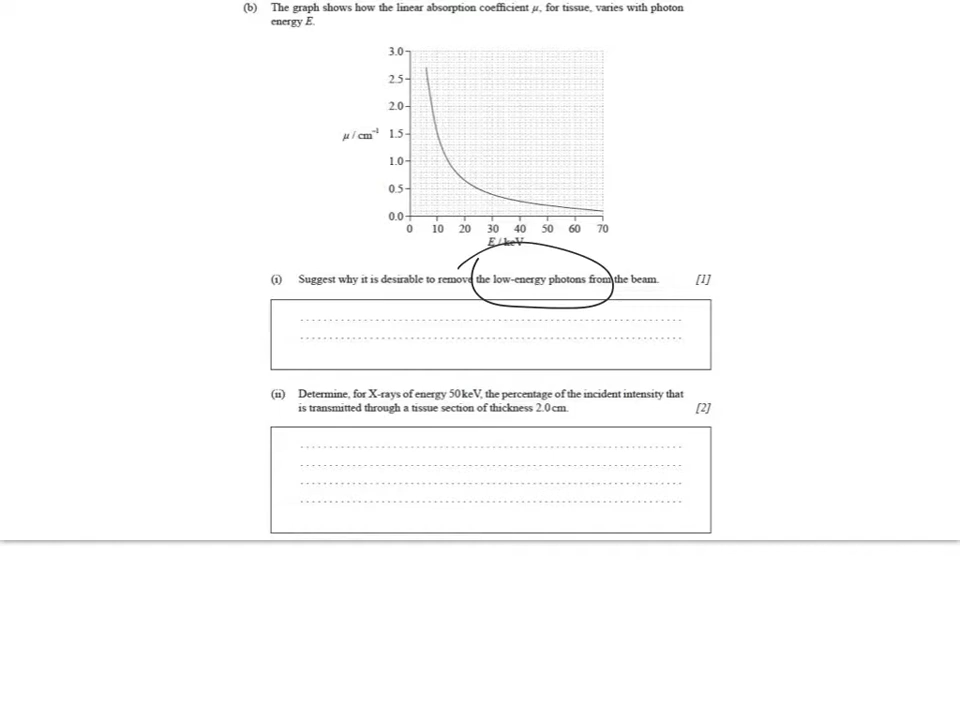 (b) The graph shows how the linear absorption coefficient μ, for tissue, varies with photon
energy E.
3.0
2.5
2.0
μ / cm⁻¹ 1.5
1.0
0.5
0.0
0 10 20 30 40 50 60 70
E / keV
(i) Suggest why it is desirable to remove the low-energy photons from the beam. [1]
(ii) Determine, for X-rays of energy 50 keV, the percentage of the incident intensity that
is transmitted through a tissue section of thickness 2.0 cm. [2]